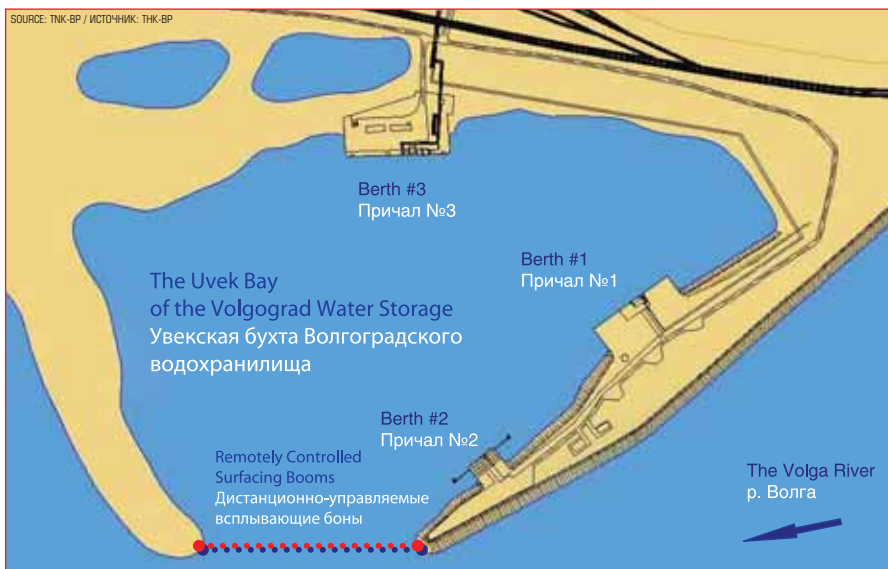 SOURCE: TNK-BP / ИСТОЧНИК: ТНК-ВР
Berth #3
Причал №3
Berth #1
Причал №1
The Uvek Bay
of the Volgograd Water Storage
Увекская бухта Волгоградского
водохранилища
Berth #2
Причал №2
Remotely Controlled
Surfacing Booms
Дистанционно-управляемые
всплывающие боны
The Volga River
р. Волга